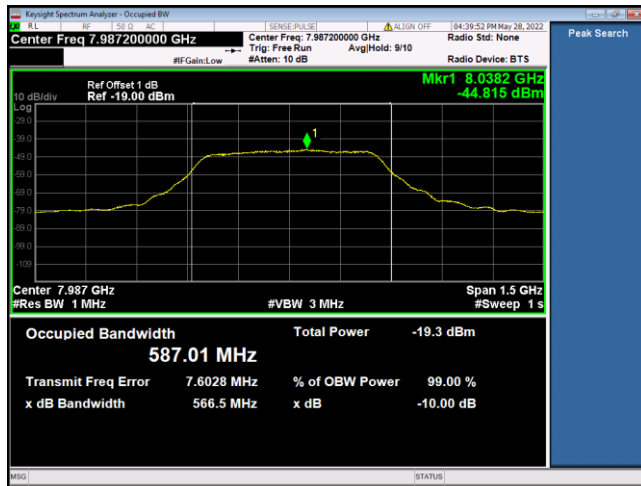 Keysight Spectrum Analyzer - Occupied BW
RL RF 50 Ω AC SENSE:PULSE ALIGN OFF 04:39:52 PM May 28, 2022
Center Freq 7.987200000 GHz
Center Freq: 7.987200000 GHz Radio Std: None
Trig: Free Run Avg|Hold: 9/10
#IFGain:Low #Atten: 10 dB Radio Device: BTS
Peak Search
Ref Offset 1 dB Mkr1 8.0382 GHz
10 dB/div Ref -19.00 dBm -44.815 dBm
Log
-29.0
-39.0
1
-49.0
-59.0
-69.0
-79.0
-89.0
-99.0
-109
Center 7.987 GHz Span 1.5 GHz
#Res BW 1 MHz #VBW 3 MHz #Sweep 1 s
Occupied Bandwidth Total Power -19.3 dBm
587.01 MHz
Transmit Freq Error 7.6028 MHz % of OBW Power 99.00 %
x dB Bandwidth 566.5 MHz x dB -10.00 dB
MSG STATUS